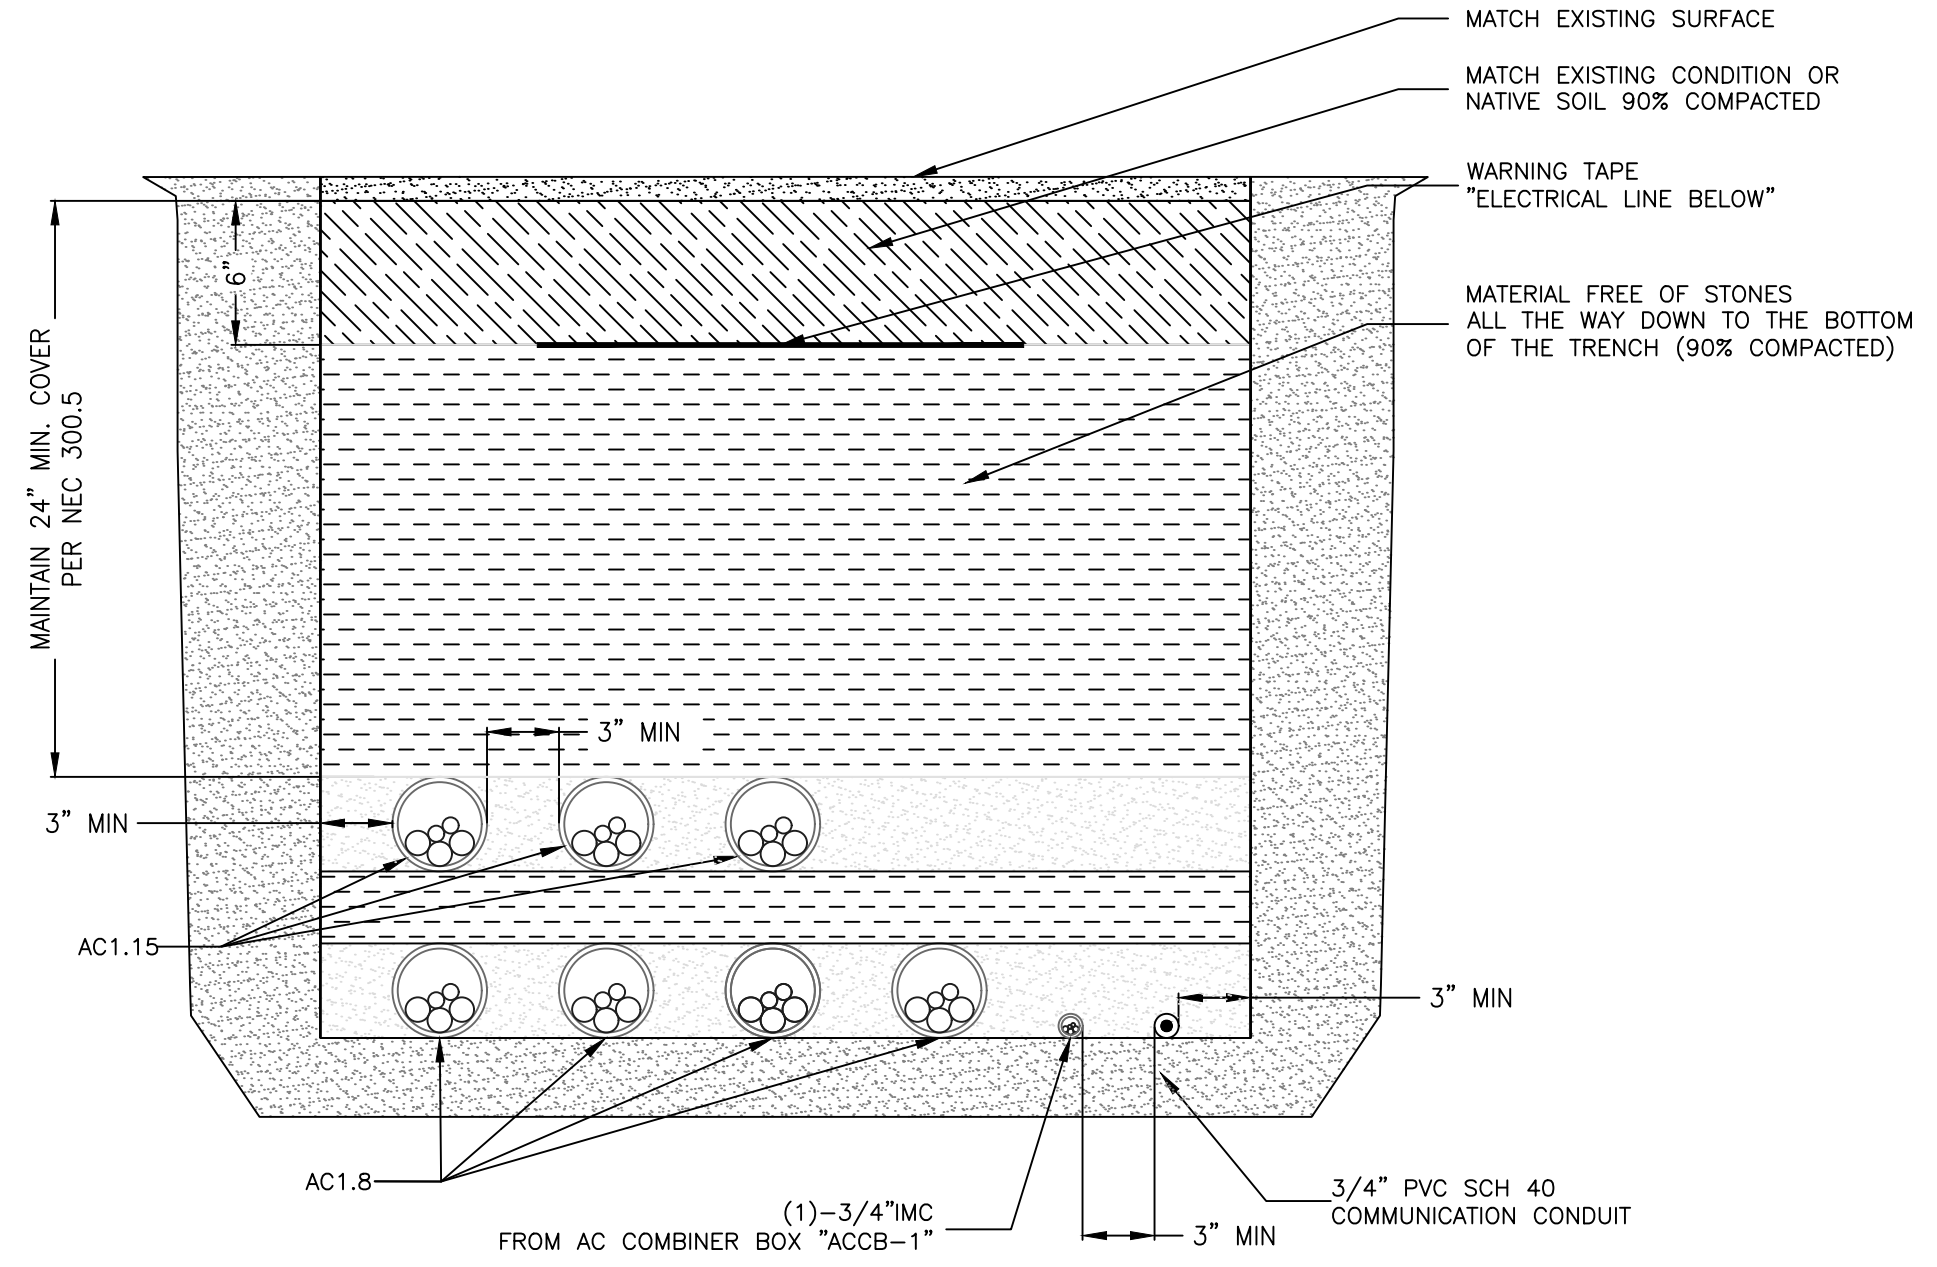 MATCH EXISTING SURFACE
MATCH EXISTING CONDITION OR
NATIVE SOIL 90% COMPACTED
WARNING TAPE
"ELECTRICAL LINE BELOW"
6"
MATERIAL FREE OF STONES
ALL THE WAY DOWN TO THE BOTTOM
OF THE TRENCH (90% COMPACTED)
MAINTAIN 24" MIN. COVER
PER NEC 300.5
3" MIN
3" MIN
AC1.15
3" MIN
AC1.8
(1)-3/4"IMC
FROM AC COMBINER BOX "ACCB-1"
3" MIN
3/4" PVC SCH 40
COMMUNICATION CONDUIT